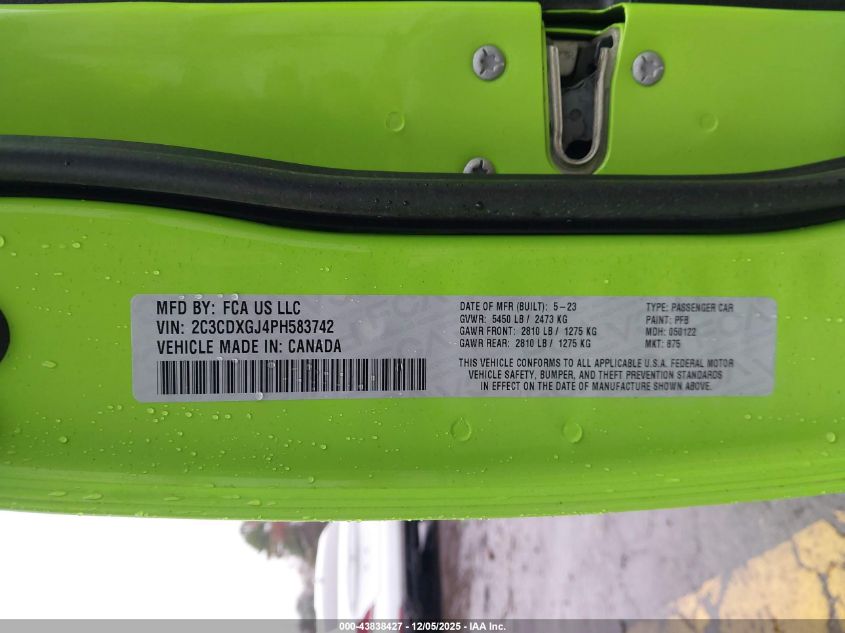 MFD BY: FCA US LLC
VIN: 2C3CDXGJ4PH583742
VEHICLE MADE IN: CANADA
DATE OF MFR (BUILT): 5-23
GVWR: 5450 LB / 2473 KG
GAWR FRONT: 2810 LB / 1275 KG
GAWR REAR: 2810 LB / 1275 KG
TYPE: PASSENGER CAR
PAINT: PFB
MDH: 050122
MKT: 875
THIS VEHICLE CONFORMS TO ALL APPLICABLE U.S.A. FEDERAL MOTOR
VEHICLE SAFETY, BUMPER, AND THEFT PREVENTION STANDARDS
IN EFFECT ON THE DATE OF MANUFACTURE SHOWN ABOVE.
000-43838427 - 12/05/2025 - IAA Inc.